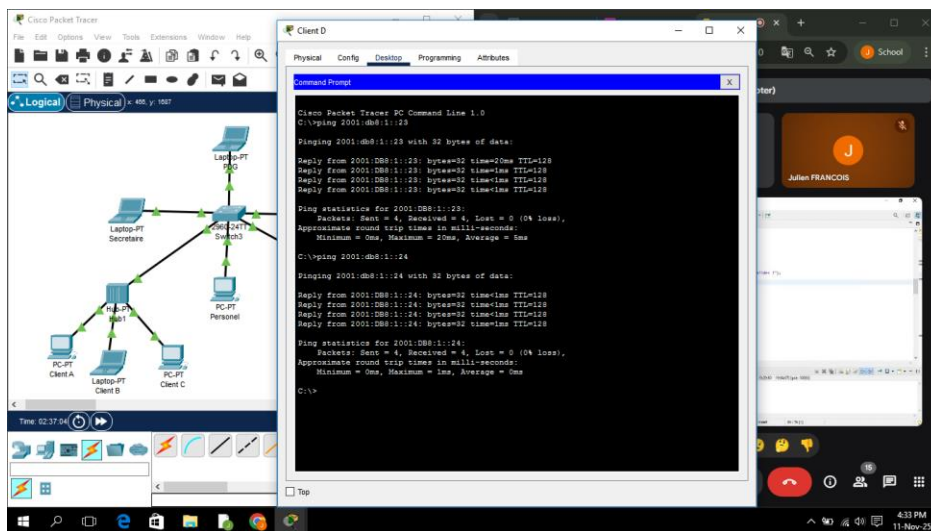 Cisco Packet Tracer
File Edit Options View Tools Extensions Window Help
Logical
Physical x: 466, y: 1687
Laptop-PT
PDG
Laptop-PT
Secretaire
2960-24TT
Switch3
Hub-PT
Hub1
PC-PT
Personel
PC-PT
Client A
Laptop-PT
Client B
PC-PT
Client C
Time: 02:37:04
Client D
Physical Config Desktop Programming Attributes
Command Prompt
X
Cisco Packet Tracer PC Command Line 1.0
C:\>ping 2001:db8:1::23
Pinging 2001:db8:1::23 with 32 bytes of data:
Reply from 2001:DB8:1::23: bytes=32 time=20ms TTL=128
Reply from 2001:DB8:1::23: bytes=32 time<1ms TTL=128
Reply from 2001:DB8:1::23: bytes=32 time<1ms TTL=128
Reply from 2001:DB8:1::23: bytes=32 time<1ms TTL=128
Ping statistics for 2001:DB8:1::23:
Packets: Sent = 4, Received = 4, Lost = 0 (0% loss),
Approximate round trip times in milli-seconds:
Minimum = 0ms, Maximum = 20ms, Average = 5ms
C:\>ping 2001:db8:1::24
Pinging 2001:db8:1::24 with 32 bytes of data:
Reply from 2001:DB8:1::24: bytes=32 time<1ms TTL=128
Reply from 2001:DB8:1::24: bytes=32 time<1ms TTL=128
Reply from 2001:DB8:1::24: bytes=32 time<1ms TTL=128
Reply from 2001:DB8:1::24: bytes=32 time<1ms TTL=128
Ping statistics for 2001:DB8:1::24:
Packets: Sent = 4, Received = 4, Lost = 0 (0% loss),
Approximate round trip times in milli-seconds:
Minimum = 0ms, Maximum = 1ms, Average = 0ms
C:\>
Top
School
J
Julien FRANCOIS
15
4:33 PM
11-Nov-25